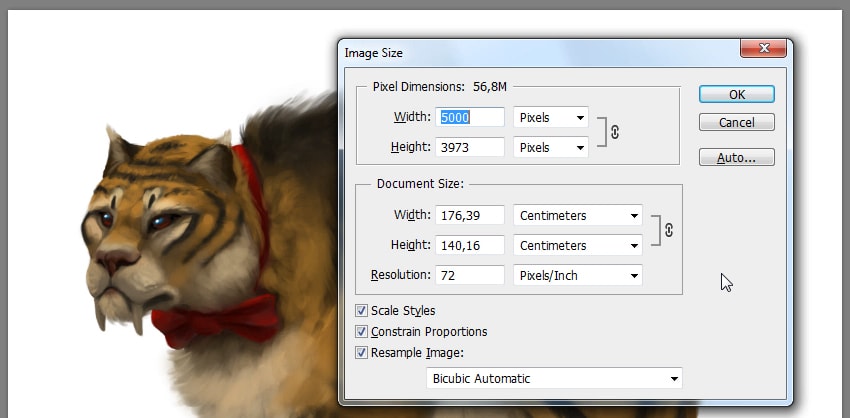 Image Size
Pixel Dimensions: 56,8M
Width: 5000 Pixels
Height: 3973 Pixels
OK
Cancel
Auto...
Document Size:
Width: 176,39 Centimeters
Height: 140,16 Centimeters
Resolution: 72 Pixels/Inch
Scale Styles
Constrain Proportions
Resample Image:
Bicubic Automatic